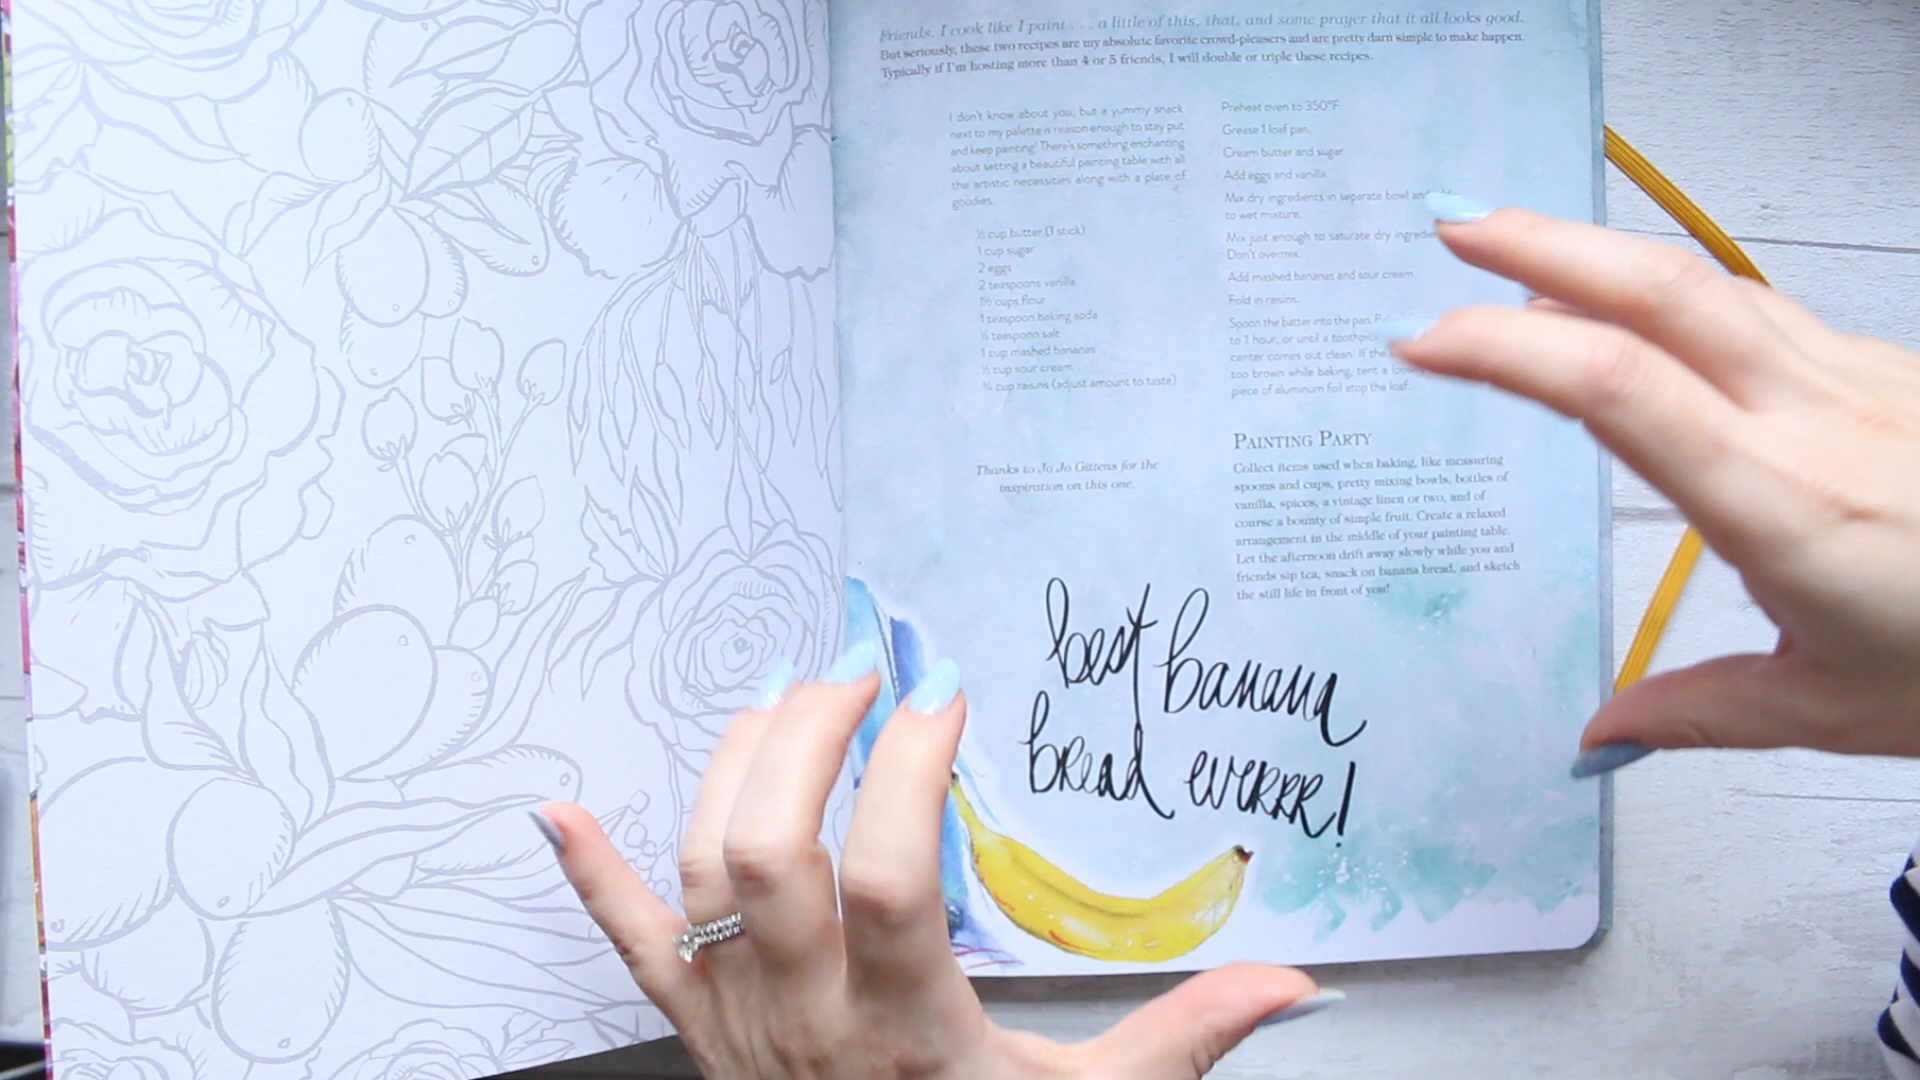 Friends, I cook like I paint . . . a little of this, that, and some prayer that it all looks good.
But seriously, these two recipes are my absolute favorite crowd-pleasers and are pretty darn simple to make happen.
Typically if I'm hosting more than 4 or 5 friends, I will double or triple these recipes.
I don't know about you, but a yummy snack
next to my palette is reason enough to stay put
and keep painting! There's something enchanting
about setting a beautiful painting table with all
the artistic necessities along with a plate of
goodies.
½ cup butter (1 stick)
1 cup sugar
2 eggs
2 teaspoons vanilla
1½ cups flour
1 teaspoon baking soda
½ teaspoon salt
1 cup mashed bananas
½ cup sour cream
¾ cup raisins (adjust amount to taste)
Thanks to Jo Jo Gittens for the
inspiration on this one.
Preheat oven to 350°F.
Grease 1 loaf pan.
Cream butter and sugar.
Add eggs and vanilla.
Mix dry ingredients in separate bowl and
to wet mixture.
Mix just enough to saturate dry
Don't overmix.
Add mashed bananas and sour cream.
Fold in raisins.
Spoon the batter into the pan.
to 1 hour, or until a
center comes out clean. If the
too brown while baking, tent a
piece of aluminum foil atop the loaf.
Painting Party
Collect items used when baking, like measuring
spoons and cups, pretty mixing bowls, bottles of
vanilla, spices, a vintage linen or two, and of
course a bounty of simple fruit. Create a relaxed
arrangement in the middle of your painting table.
Let the afternoon drift away slowly while you and
friends sip tea, snack on banana bread, and sketch
the still life in front of you!
best banana
bread everrr!